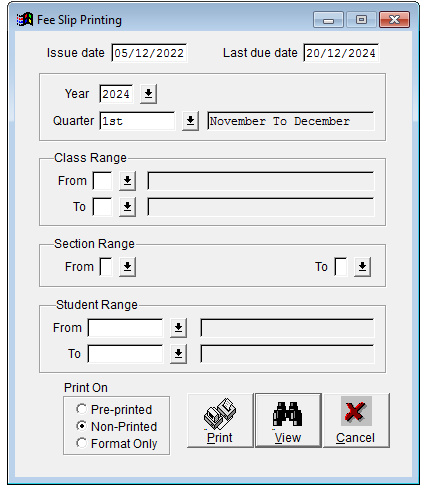 Fee Slip Printing
Issue date 05/12/2022 Last due date 20/12/2024
Year 2024
Quarter 1st November To December
Class Range
From
To
Section Range
From To
Student Range
From
To
Print On
Pre-printed
Non-Printed
Format Only
Print View Cancel